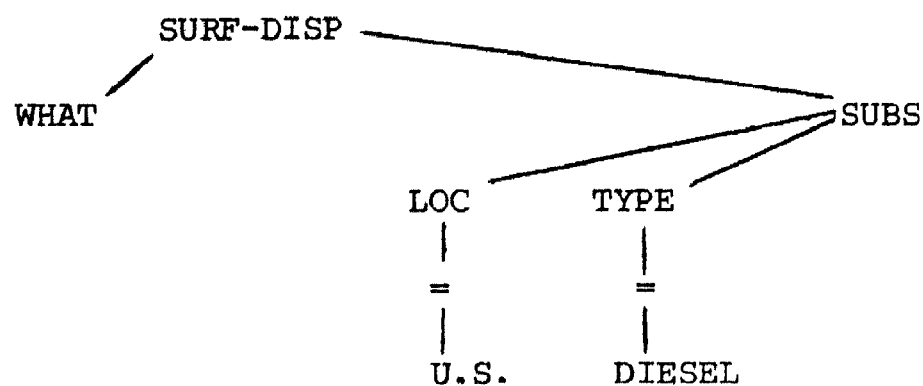 SURF-DISP
WHAT SUBS
LOC TYPE
= =
U.S. DIESEL